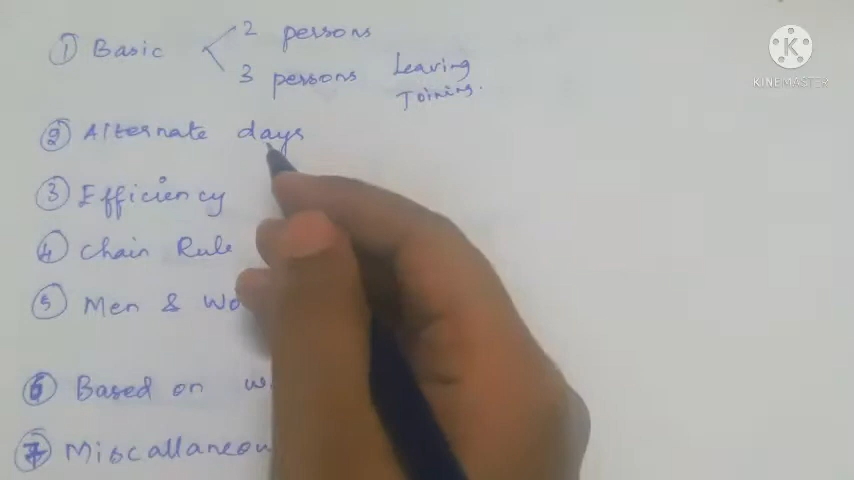 ① Basic < 2 persons
3 persons Leaving
Joining.
② Alternate days
③ Efficiency
④ Chain Rule
⑤ Men &
⑥ Based on
⑦
KINEMASTER